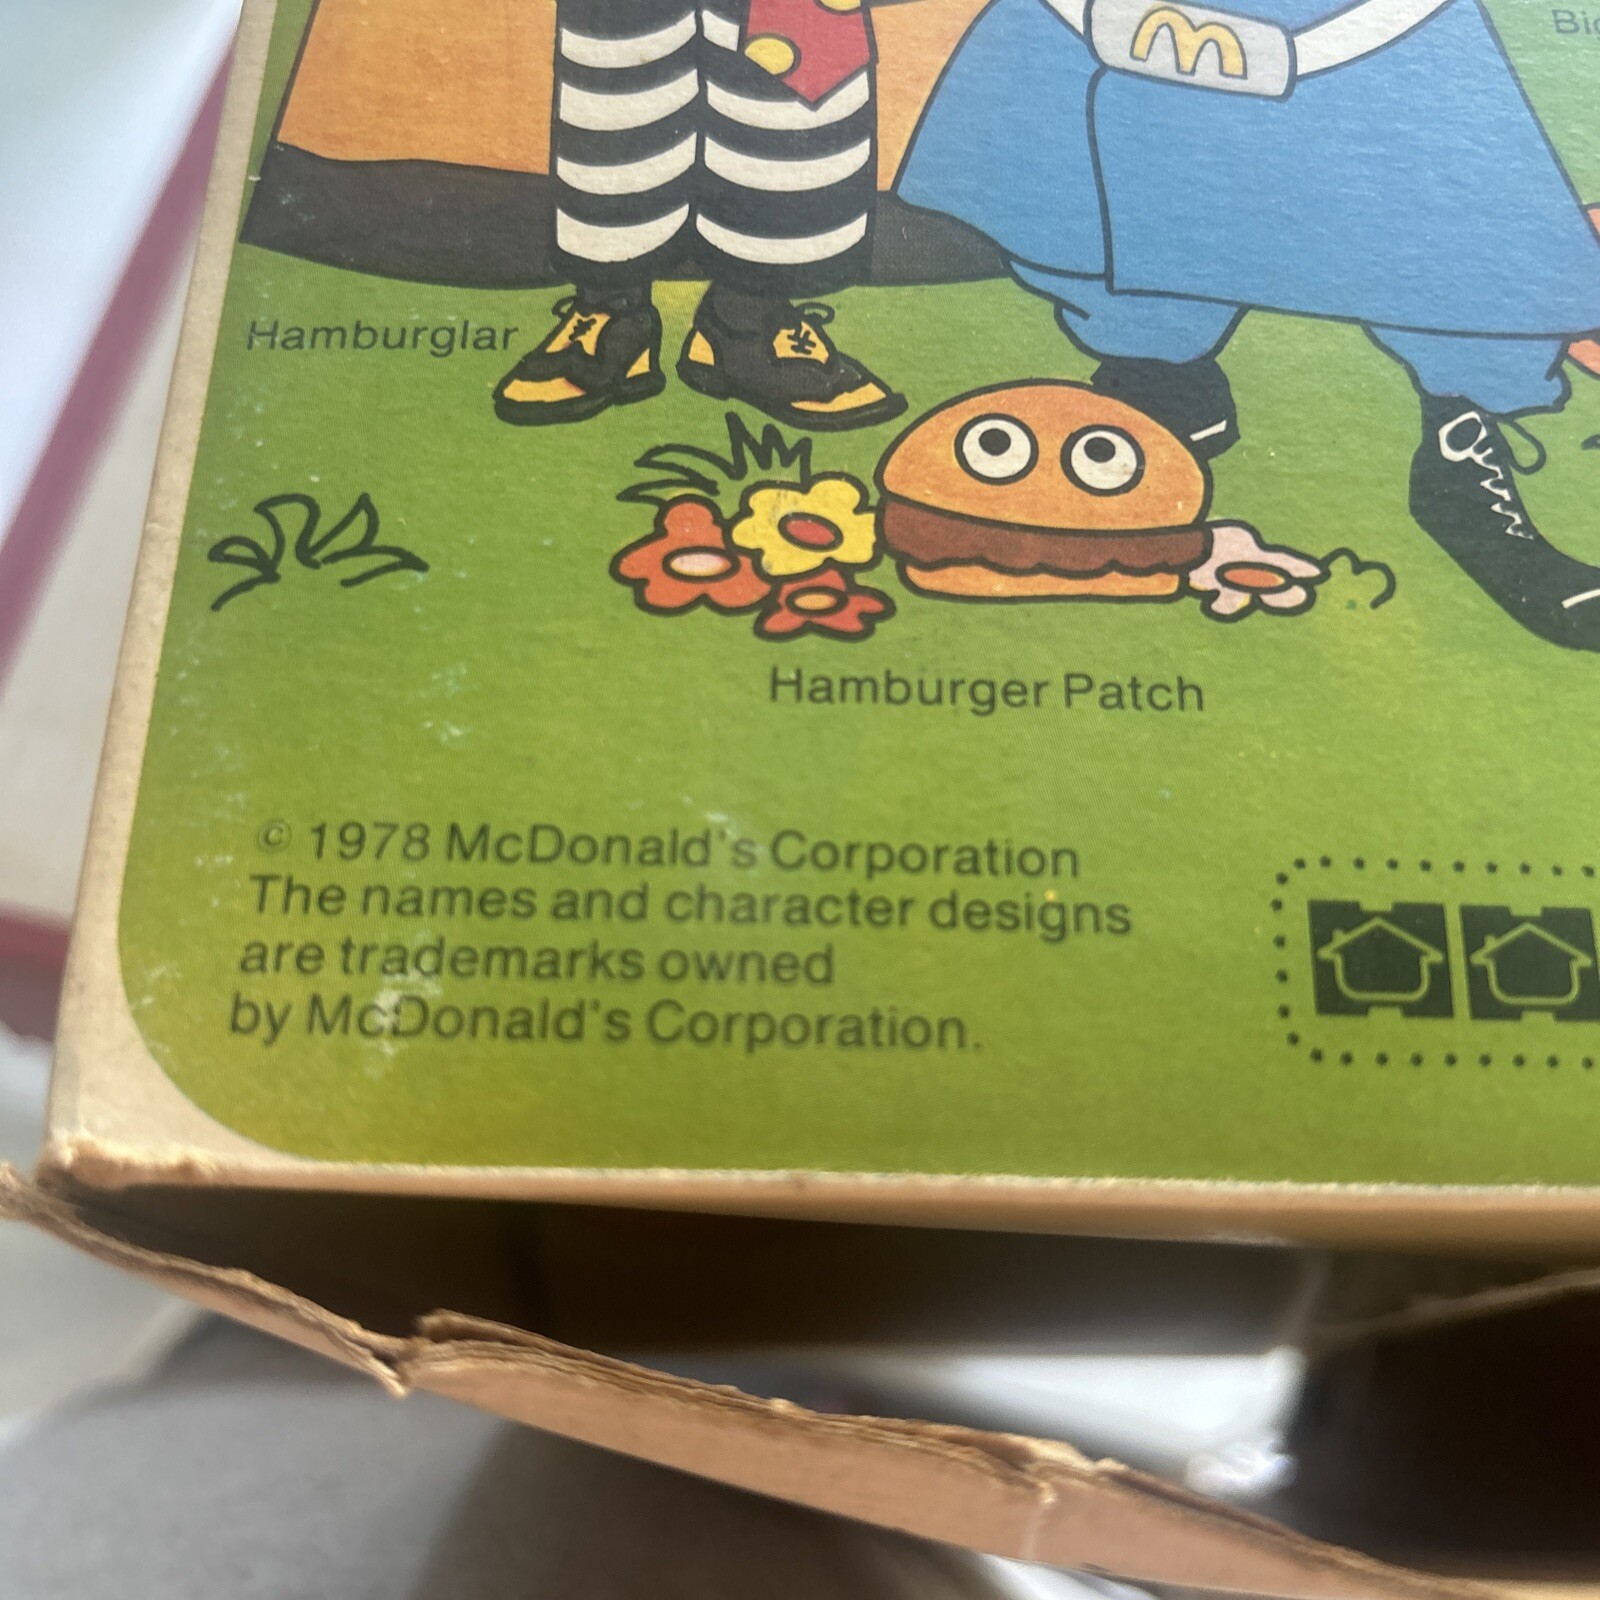 Hamburglar
Hamburger Patch
© 1978 McDonald's Corporation
The names and character designs
are trademarks owned
by McDonald's Corporation.